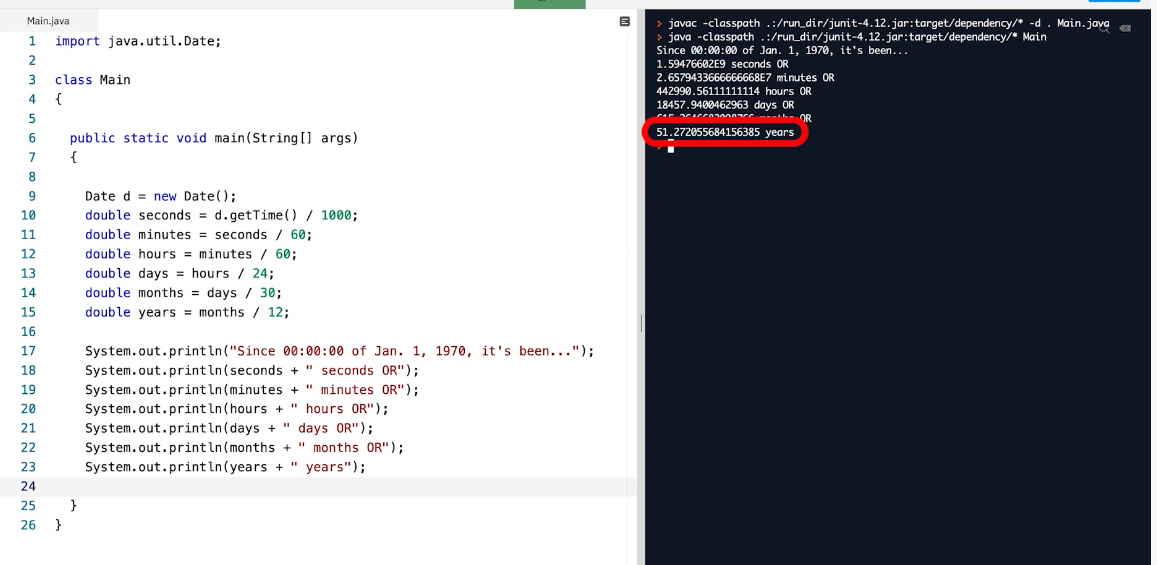 Main.java
1 import java.util.Date;
2
3 class Main
4 {
5
6 public static void main(String[] args)
7 {
8
9 Date d = new Date();
10 double seconds = d.getTime() / 1000;
11 double minutes = seconds / 60;
12 double hours = minutes / 60;
13 double days = hours / 24;
14 double months = days / 30;
15 double years = months / 12;
16
17 System.out.println("Since 00:00:00 of Jan. 1, 1970, it's been...");
18 System.out.println(seconds + " seconds OR");
19 System.out.println(minutes + " minutes OR");
20 System.out.println(hours + " hours OR");
21 System.out.println(days + " days OR");
22 System.out.println(months + " months OR");
23 System.out.println(years + " years");
24
25 }
26 }
> javac -classpath .:/run_dir/junit-4.12.jar:target/dependency/* -d . Main.java
> java -classpath .:/run_dir/junit-4.12.jar:target/dependency/* Main
Since 00:00:00 of Jan. 1, 1970, it's been...
1.59476602E9 seconds OR
2.6579433666666668E7 minutes OR
442990.56111111114 hours OR
18457.9400462963 days OR
months OR
51.272055684156385 years